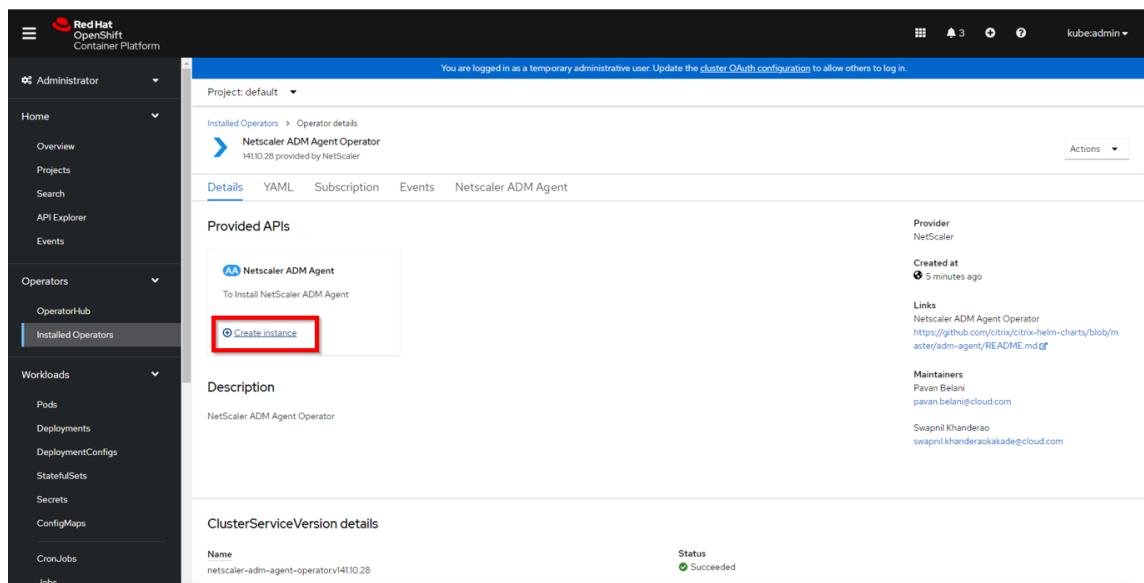 Red Hat
OpenShift
Container Platform
3
kube:admin
Administrator
Home
Overview
Projects
Search
API Explorer
Events
Operators
OperatorHub
Installed Operators
Workloads
Pods
Deployments
DeploymentConfigs
StatefulSets
Secrets
ConfigMaps
CronJobs
Jobs
You are logged in as a temporary administrative user. Update the cluster OAuth configuration to allow others to log in.
Project: default
Installed Operators > Operator details
Netscaler ADM Agent Operator
141.10.28 provided by NetScaler
Actions
Details YAML Subscription Events Netscaler ADM Agent
Provided APIs
AA Netscaler ADM Agent
To Install NetScaler ADM Agent
Create instance
Description
NetScaler ADM Agent Operator
Provider
NetScaler
Created at
5 minutes ago
Links
Netscaler ADM Agent Operator
https://github.com/citrix/citrix-helm-charts/blob/m
aster/adm-agent/README.md
Maintainers
Pavan Belani
pavan.belani@cloud.com
Swapnil Khanderao
swapnil.khanderaokakade@cloud.com
ClusterServiceVersion details
Name
netscaler-adm-agent-operator.v141.10.28
Status
Succeeded